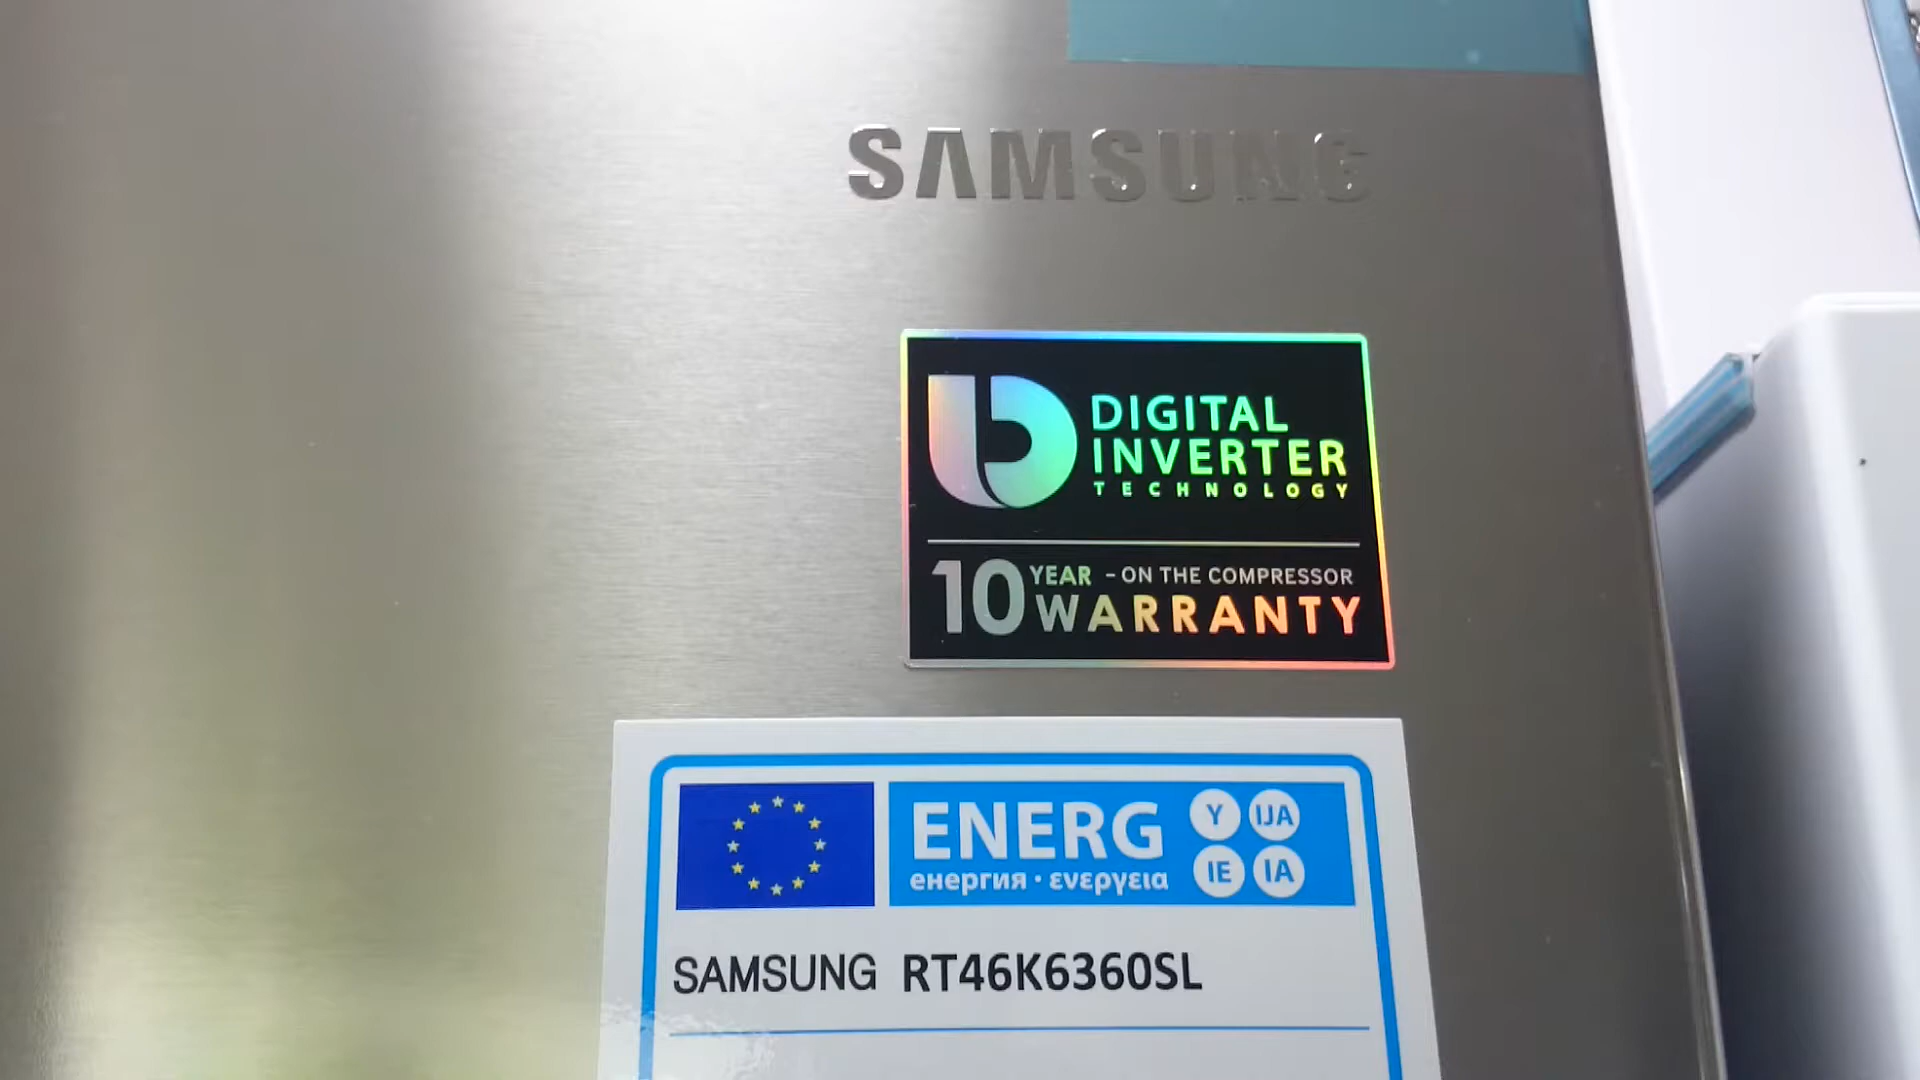 SAMSUNG
DIGITAL
INVERTER
TECHNOLOGY
10 YEAR - ON THE COMPRESSOR
WARRANTY
ENERG Y IJA
енергия · ενεργεια IE IA
SAMSUNG RT46K6360SL